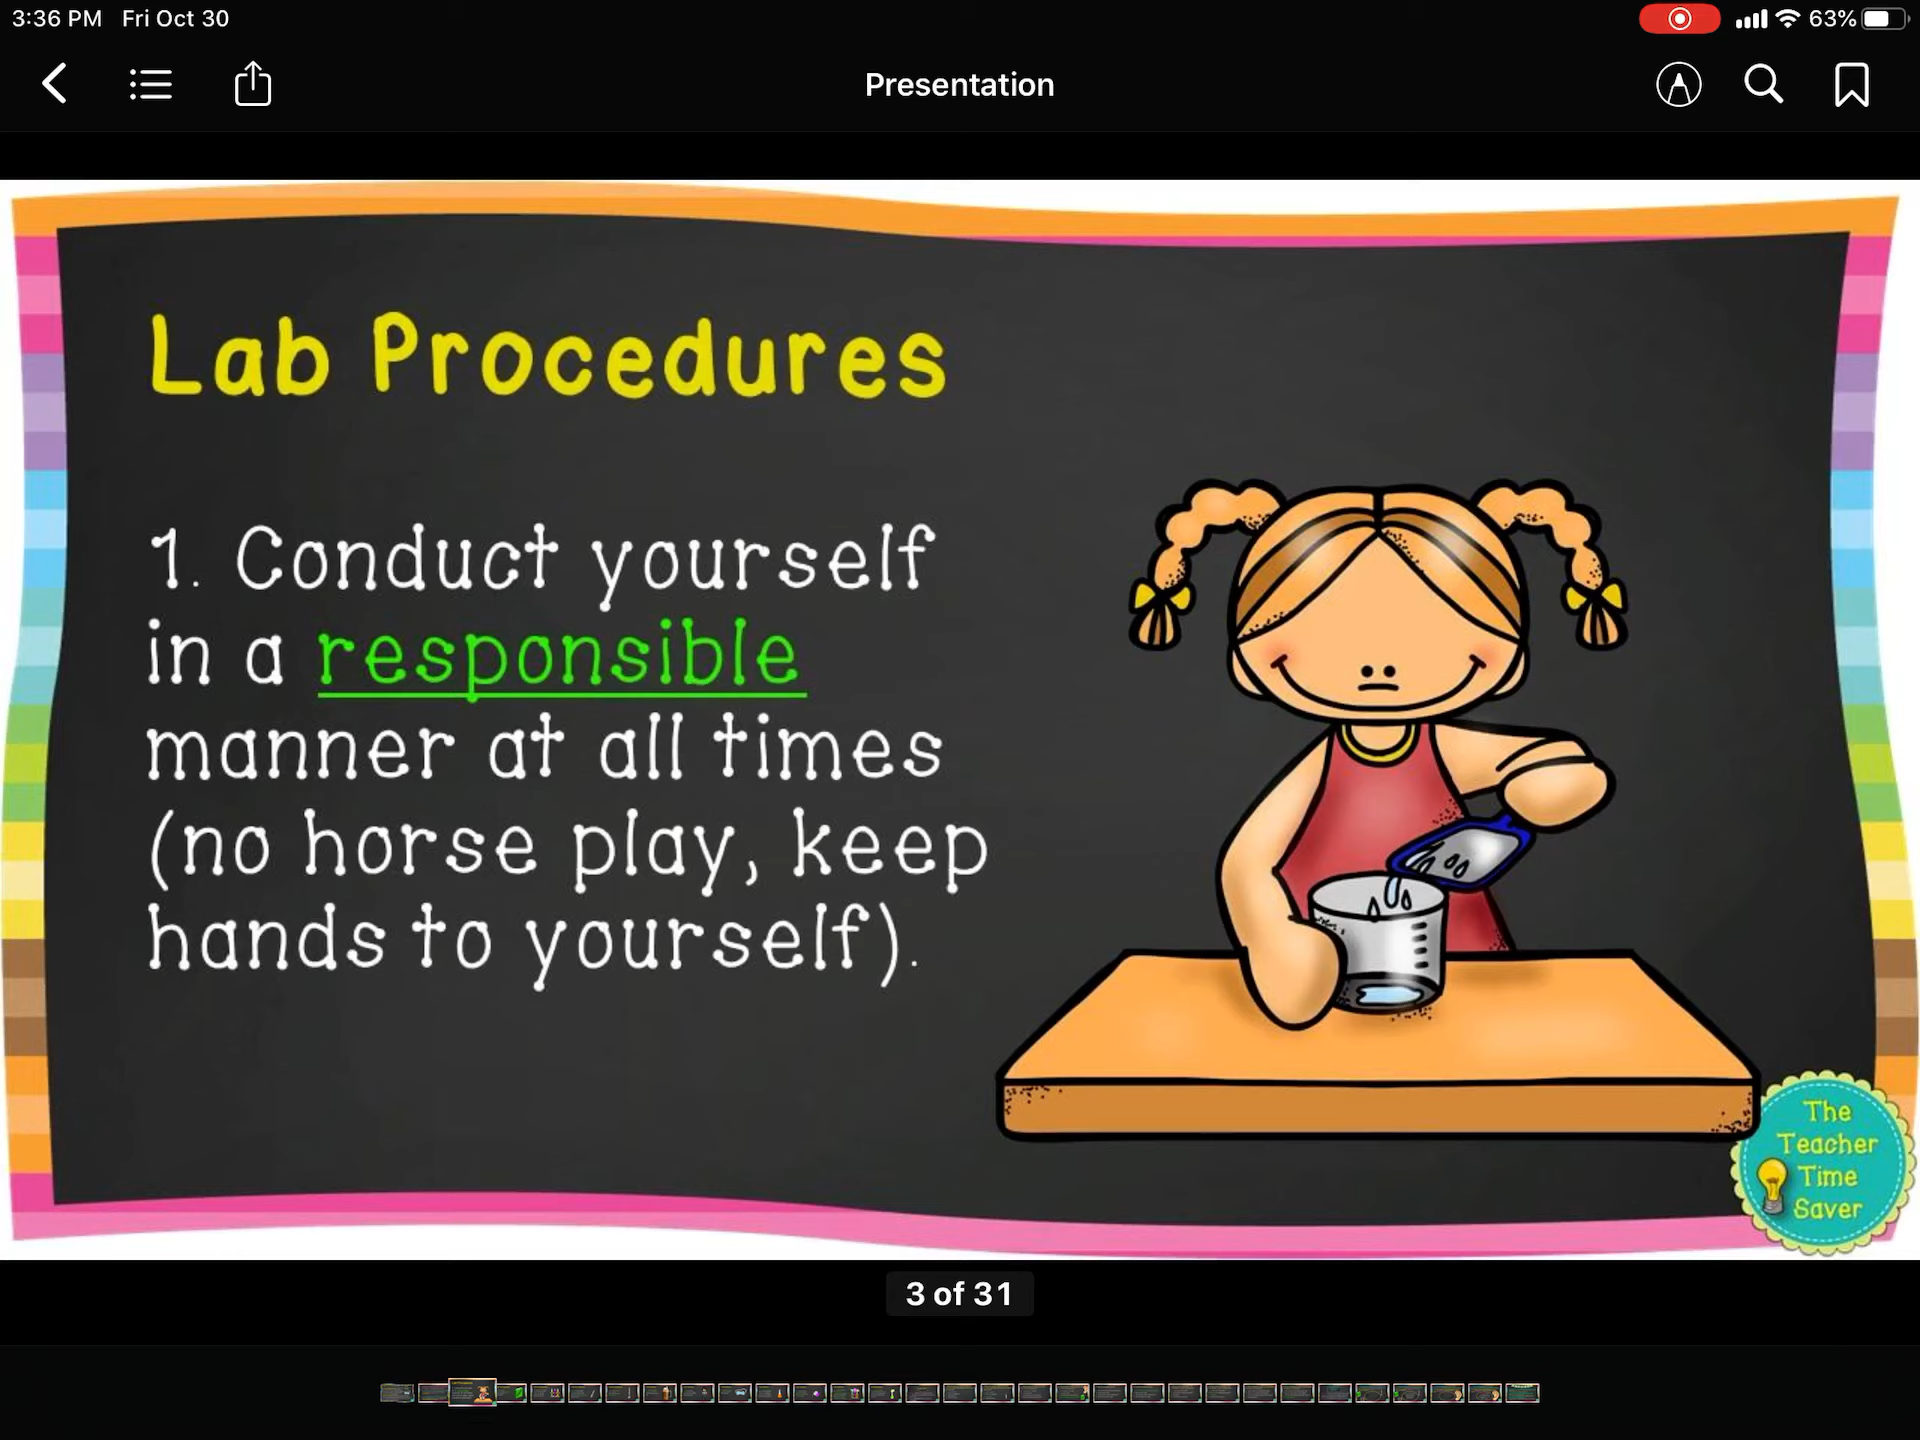 3:36 PM Fri Oct 30
63%
Presentation
Lab Procedures
1. Conduct yourself
in a responsible
manner at all times
(no horse play, keep
hands to yourself).
The
Teacher
Time
Saver
3 of 31